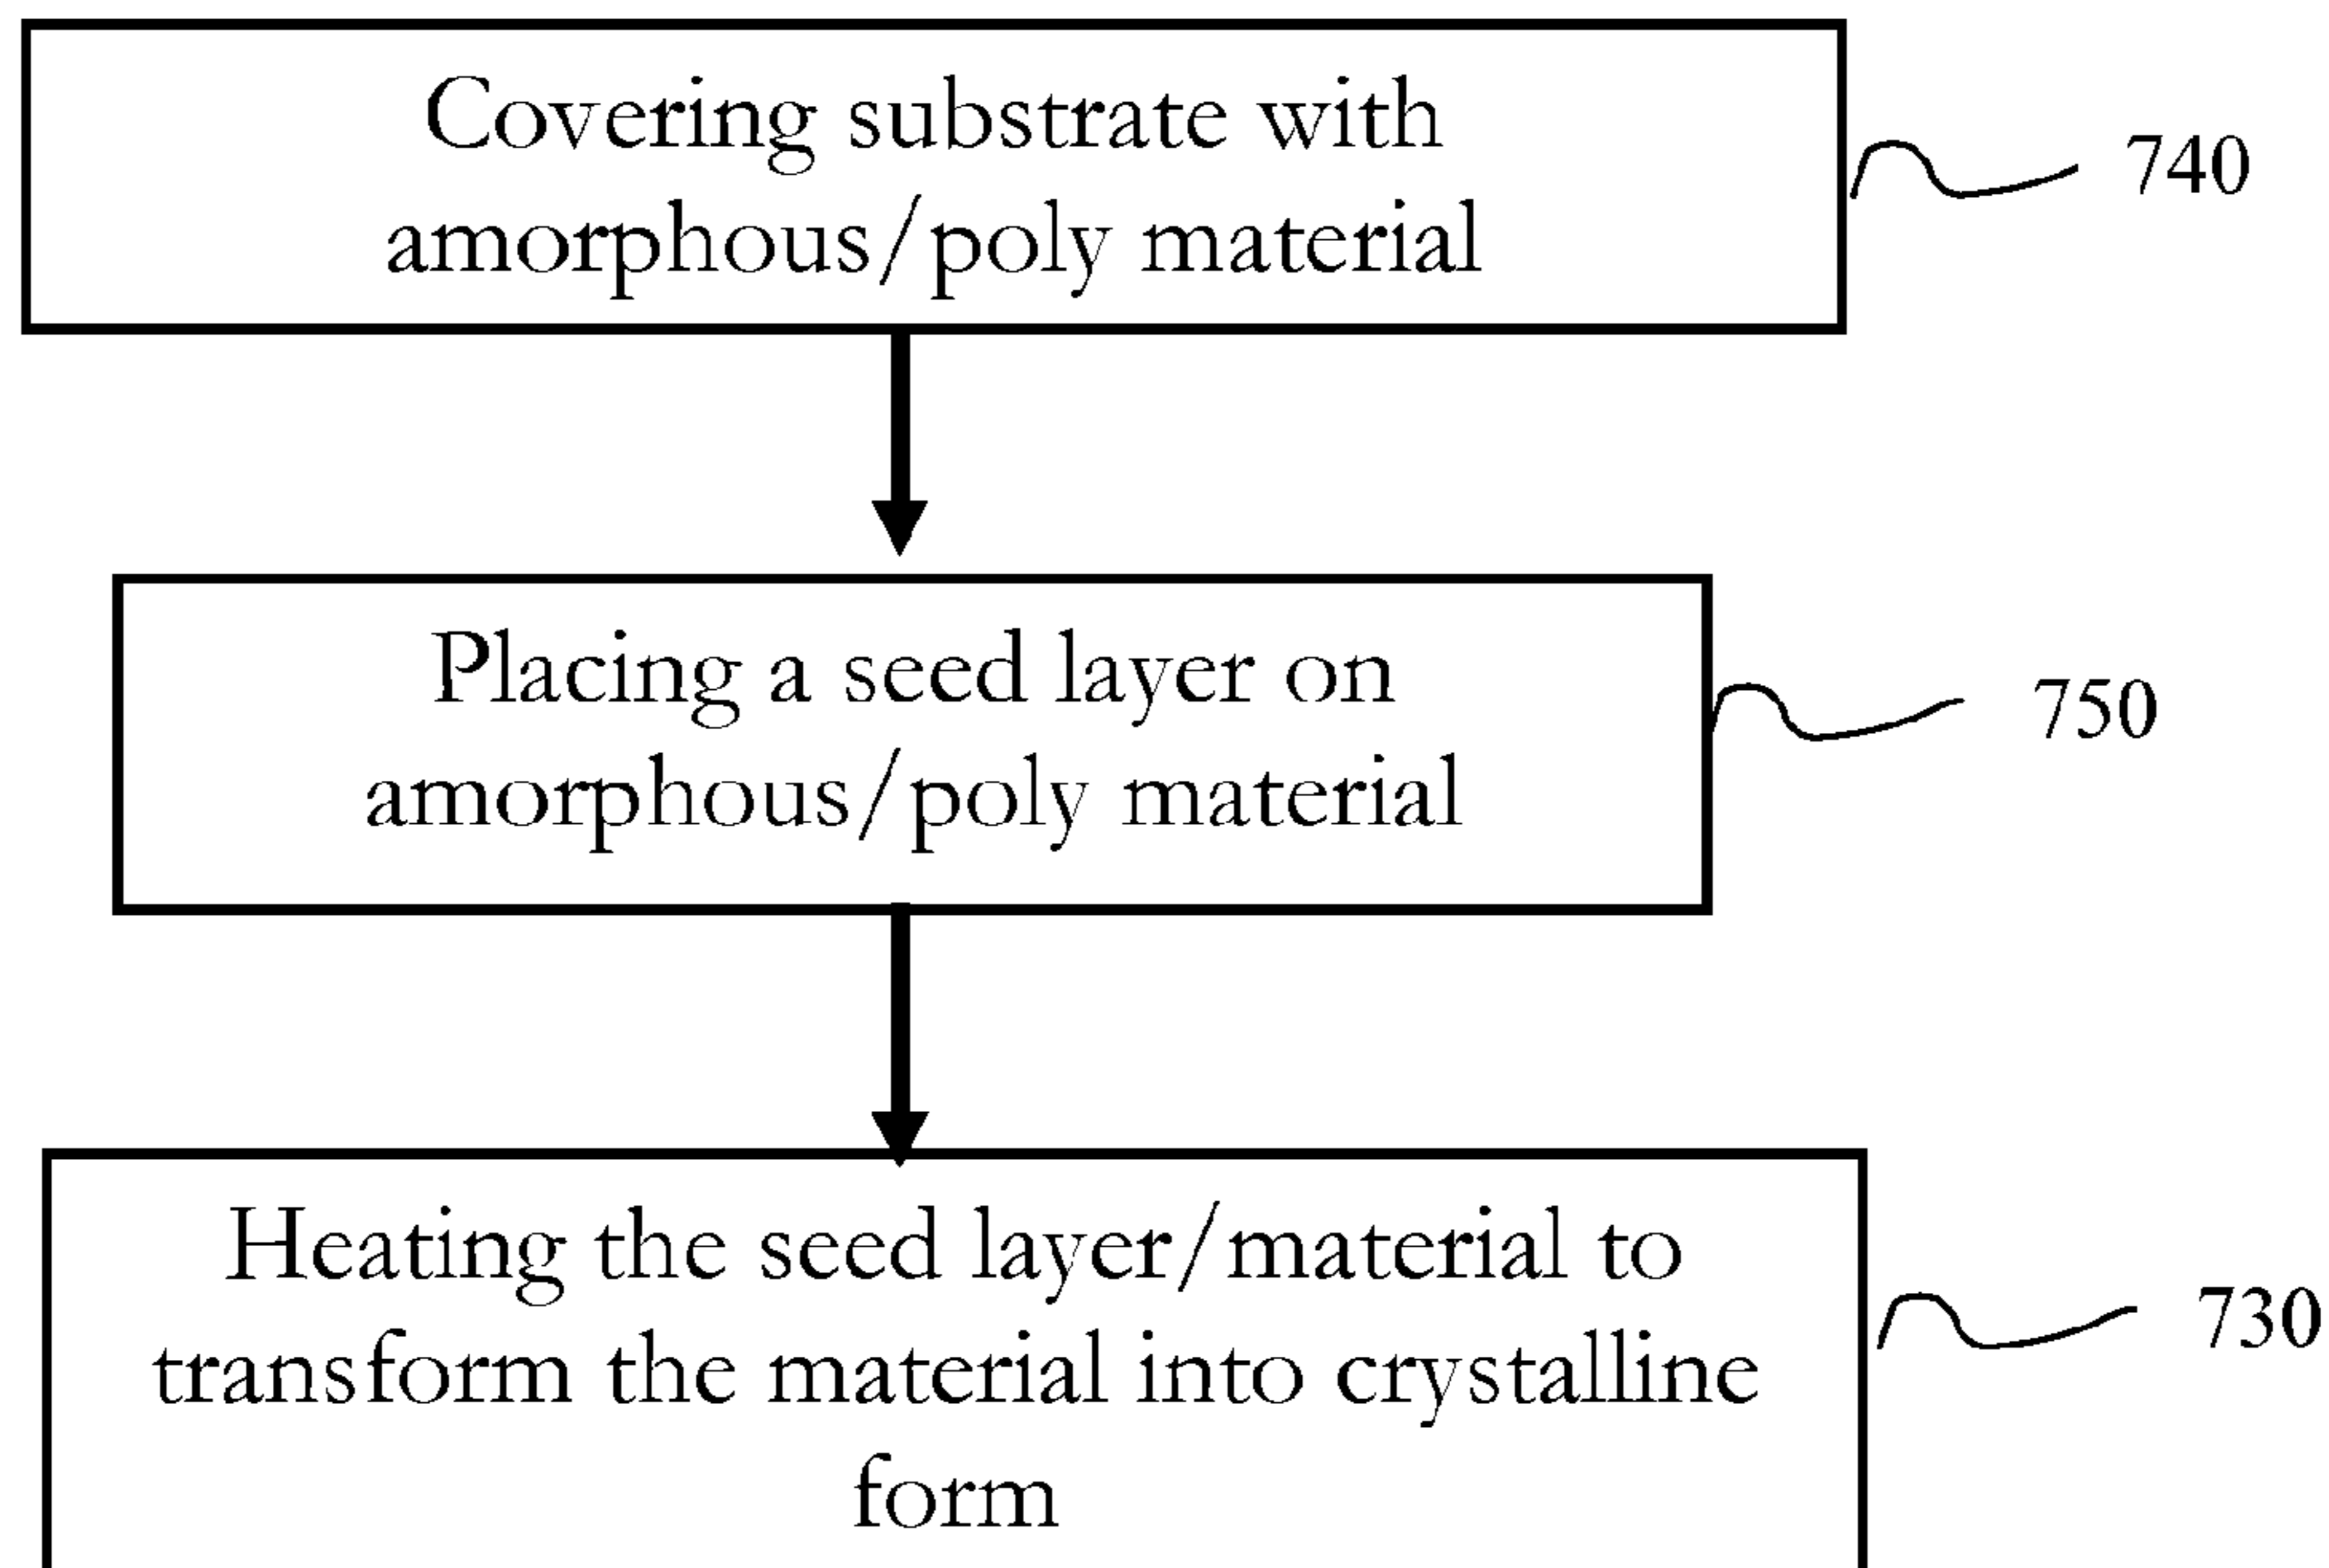 Covering substrate with
amorphous/poly material
740
Placing a seed layer on
amorphous/poly material
750
Heating the seed layer/material to
transform the material into crystalline
form
730